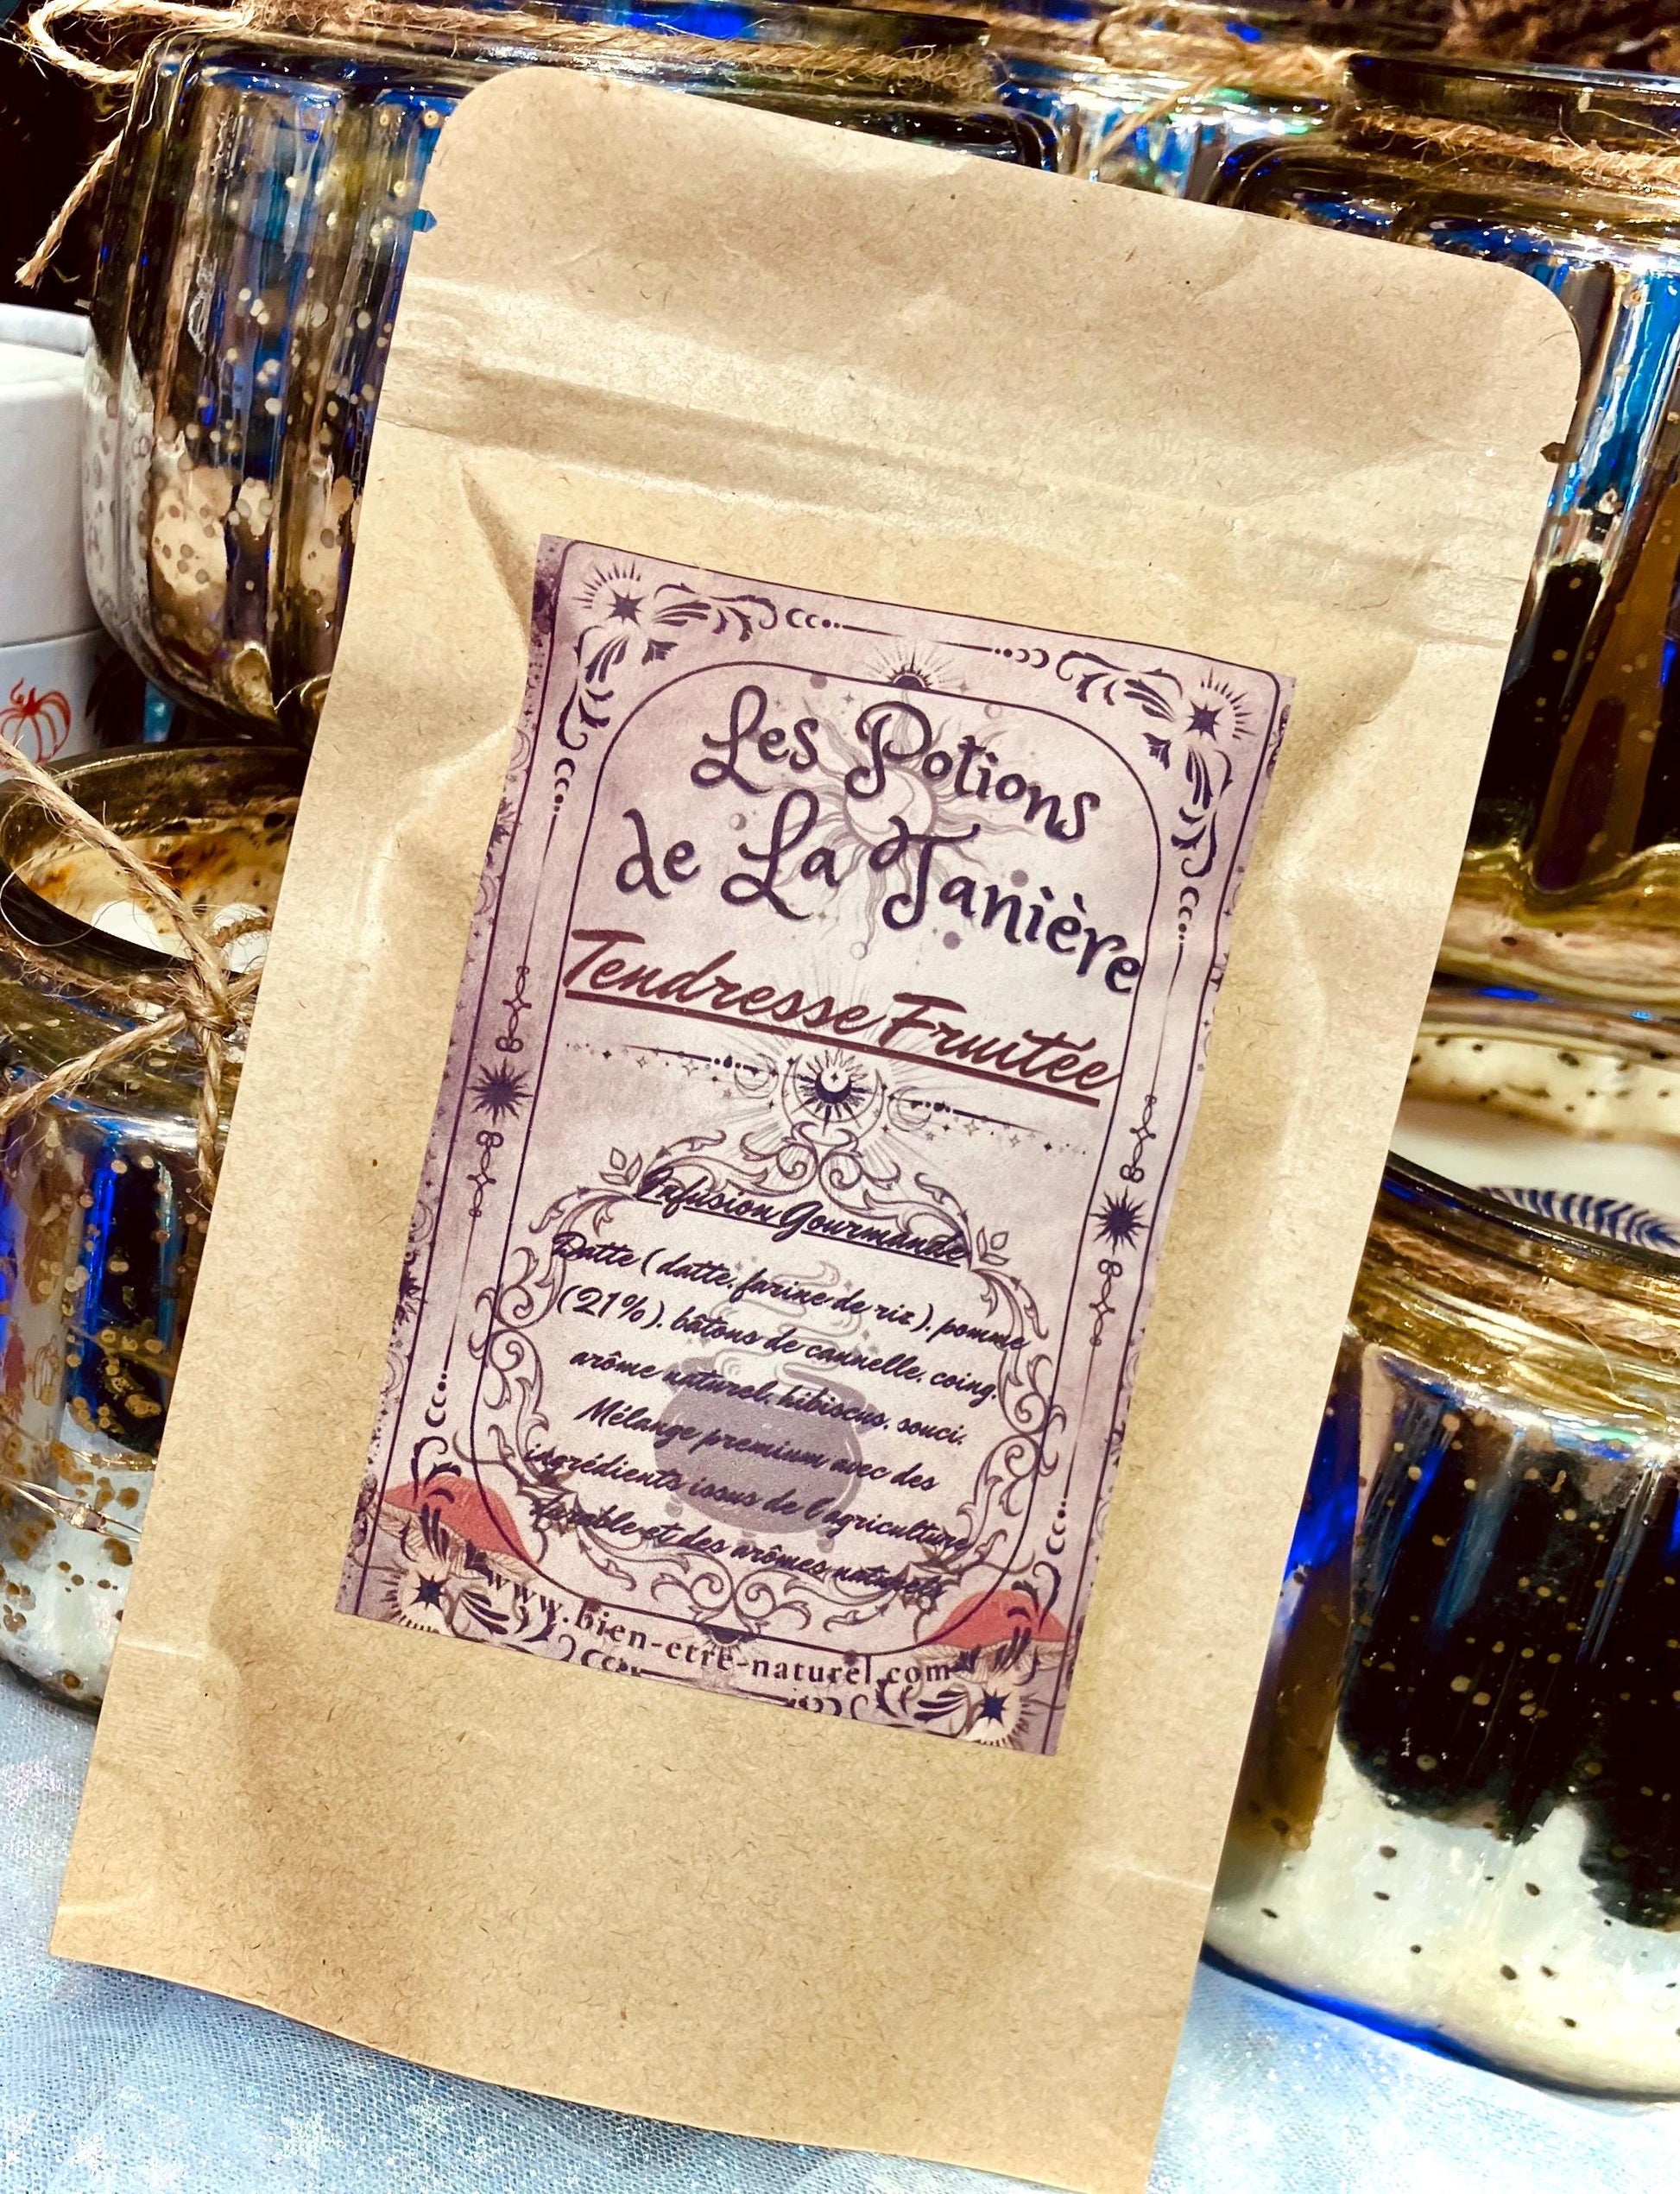 Les Potions
de La Tanière
Tendresse Fruitée
Infusion Gourmande
Datte ( datte, farine de riz ), pomme
(21%), bâtons de cannelle, coing,
arôme naturel, hibiscus, souci.
Mélange premium avec des
ingrédients issus de l'agriculture
durable et des arômes naturels
www.bien-etre-naturel.com